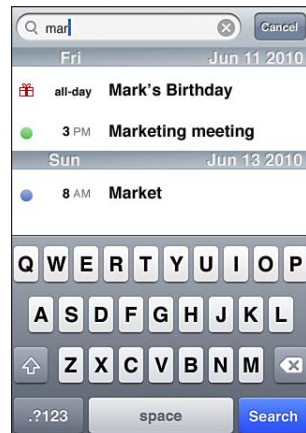 mar
Cancel
Fri Jun 11 2010
all-day Mark's Birthday
3 PM Marketing meeting
Sun Jun 13 2010
8 AM Market
Q W E R T Y U I O P
A S D F G H J K L
Z X C V B N M
.?123 space Search